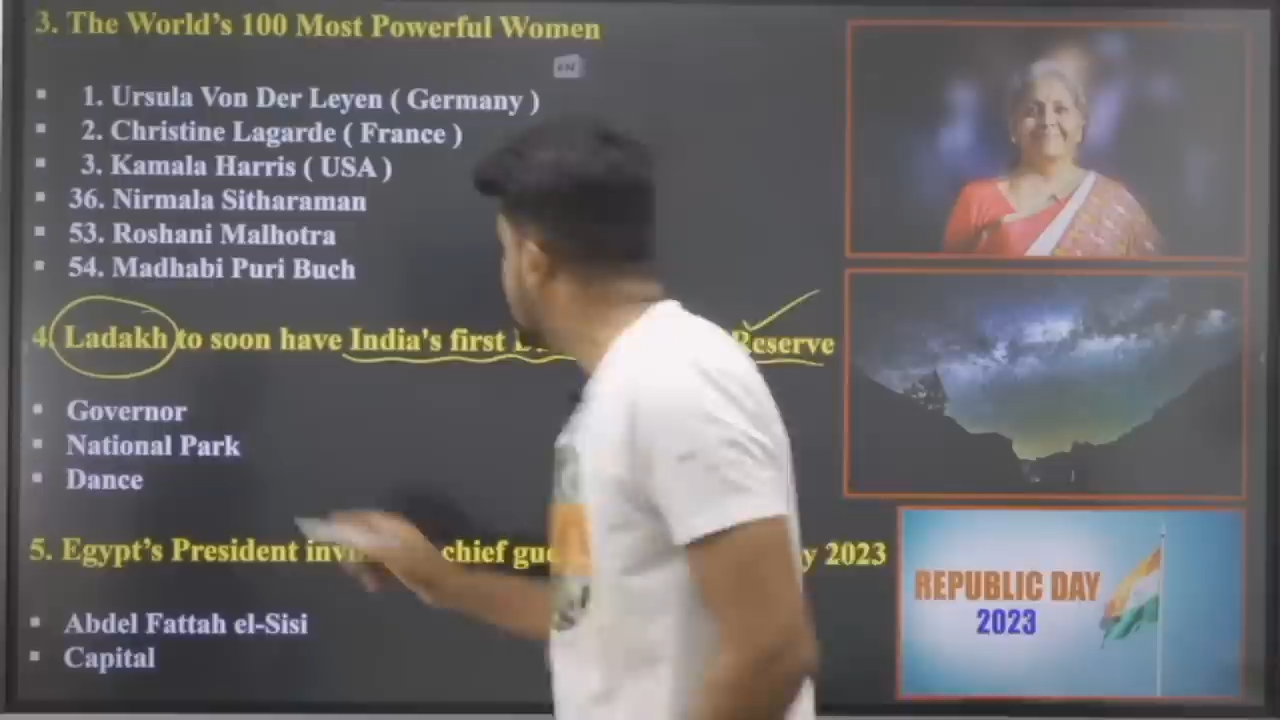 3. The World's 100 Most Powerful Women
1. Ursula Von Der Leyen ( Germany )
2. Christine Lagarde ( France )
3. Kamala Harris ( USA )
36. Nirmala Sitharaman
53. Roshani Malhotra
54. Madhabi Puri Buch
4. Ladakh to soon have India's first Reserve
Governor
National Park
Dance
5. Egypt's President chief 2023
Abdel Fattah el-Sisi
Capital
REPUBLIC DAY
2023